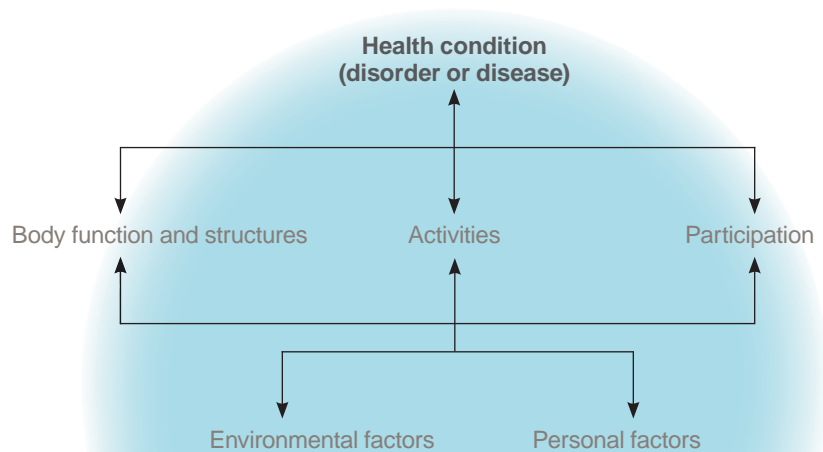 Health condition
(disorder or disease)
Body function and structures
Activities
Participation
Environmental factors
Personal factors